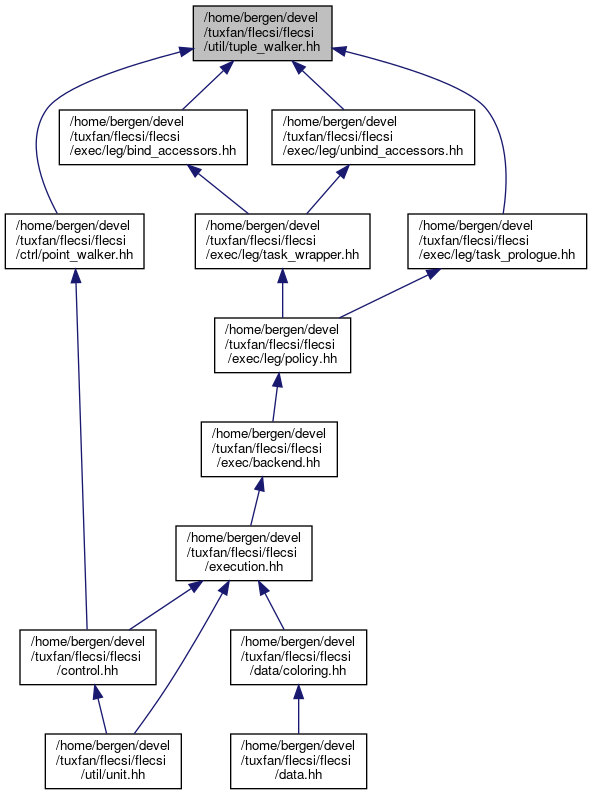 /home/bergen/devel
/tuxfan/flecsi/flecsi
/util/tuple_walker.hh
/home/bergen/devel
/tuxfan/flecsi/flecsi
/exec/leg/bind_accessors.hh
/home/bergen/devel
/tuxfan/flecsi/flecsi
/exec/leg/unbind_accessors.hh
/home/bergen/devel
/tuxfan/flecsi/flecsi
/ctrl/point_walker.hh
/home/bergen/devel
/tuxfan/flecsi/flecsi
/exec/leg/task_wrapper.hh
/home/bergen/devel
/tuxfan/flecsi/flecsi
/exec/leg/task_prologue.hh
/home/bergen/devel
/tuxfan/flecsi/flecsi
/exec/leg/policy.hh
/home/bergen/devel
/tuxfan/flecsi/flecsi
/exec/backend.hh
/home/bergen/devel
/tuxfan/flecsi/flecsi
/execution.hh
/home/bergen/devel
/tuxfan/flecsi/flecsi
/control.hh
/home/bergen/devel
/tuxfan/flecsi/flecsi
/data/coloring.hh
/home/bergen/devel
/tuxfan/flecsi/flecsi
/util/unit.hh
/home/bergen/devel
/tuxfan/flecsi/flecsi
/data.hh